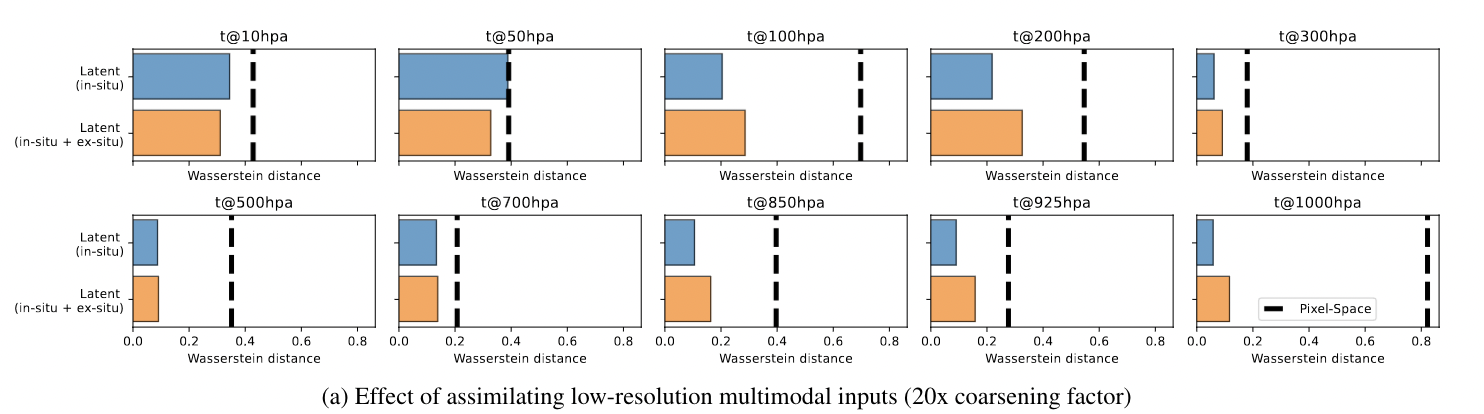 t@10hpa t@50hpa t@100hpa t@200hpa t@300hpa
Latent
(in-situ)
Latent
(in-situ + ex-situ)
Wasserstein distance Wasserstein distance Wasserstein distance Wasserstein distance Wasserstein distance
t@500hpa t@700hpa t@850hpa t@925hpa t@1000hpa
Latent
(in-situ)
Latent
(in-situ + ex-situ)
Pixel-Space
0.0 0.2 0.4 0.6 0.8 0.0 0.2 0.4 0.6 0.8 0.0 0.2 0.4 0.6 0.8 0.0 0.2 0.4 0.6 0.8 0.0 0.2 0.4 0.6 0.8
Wasserstein distance Wasserstein distance Wasserstein distance Wasserstein distance Wasserstein distance
(a) Effect of assimilating low-resolution multimodal inputs (20x coarsening factor)